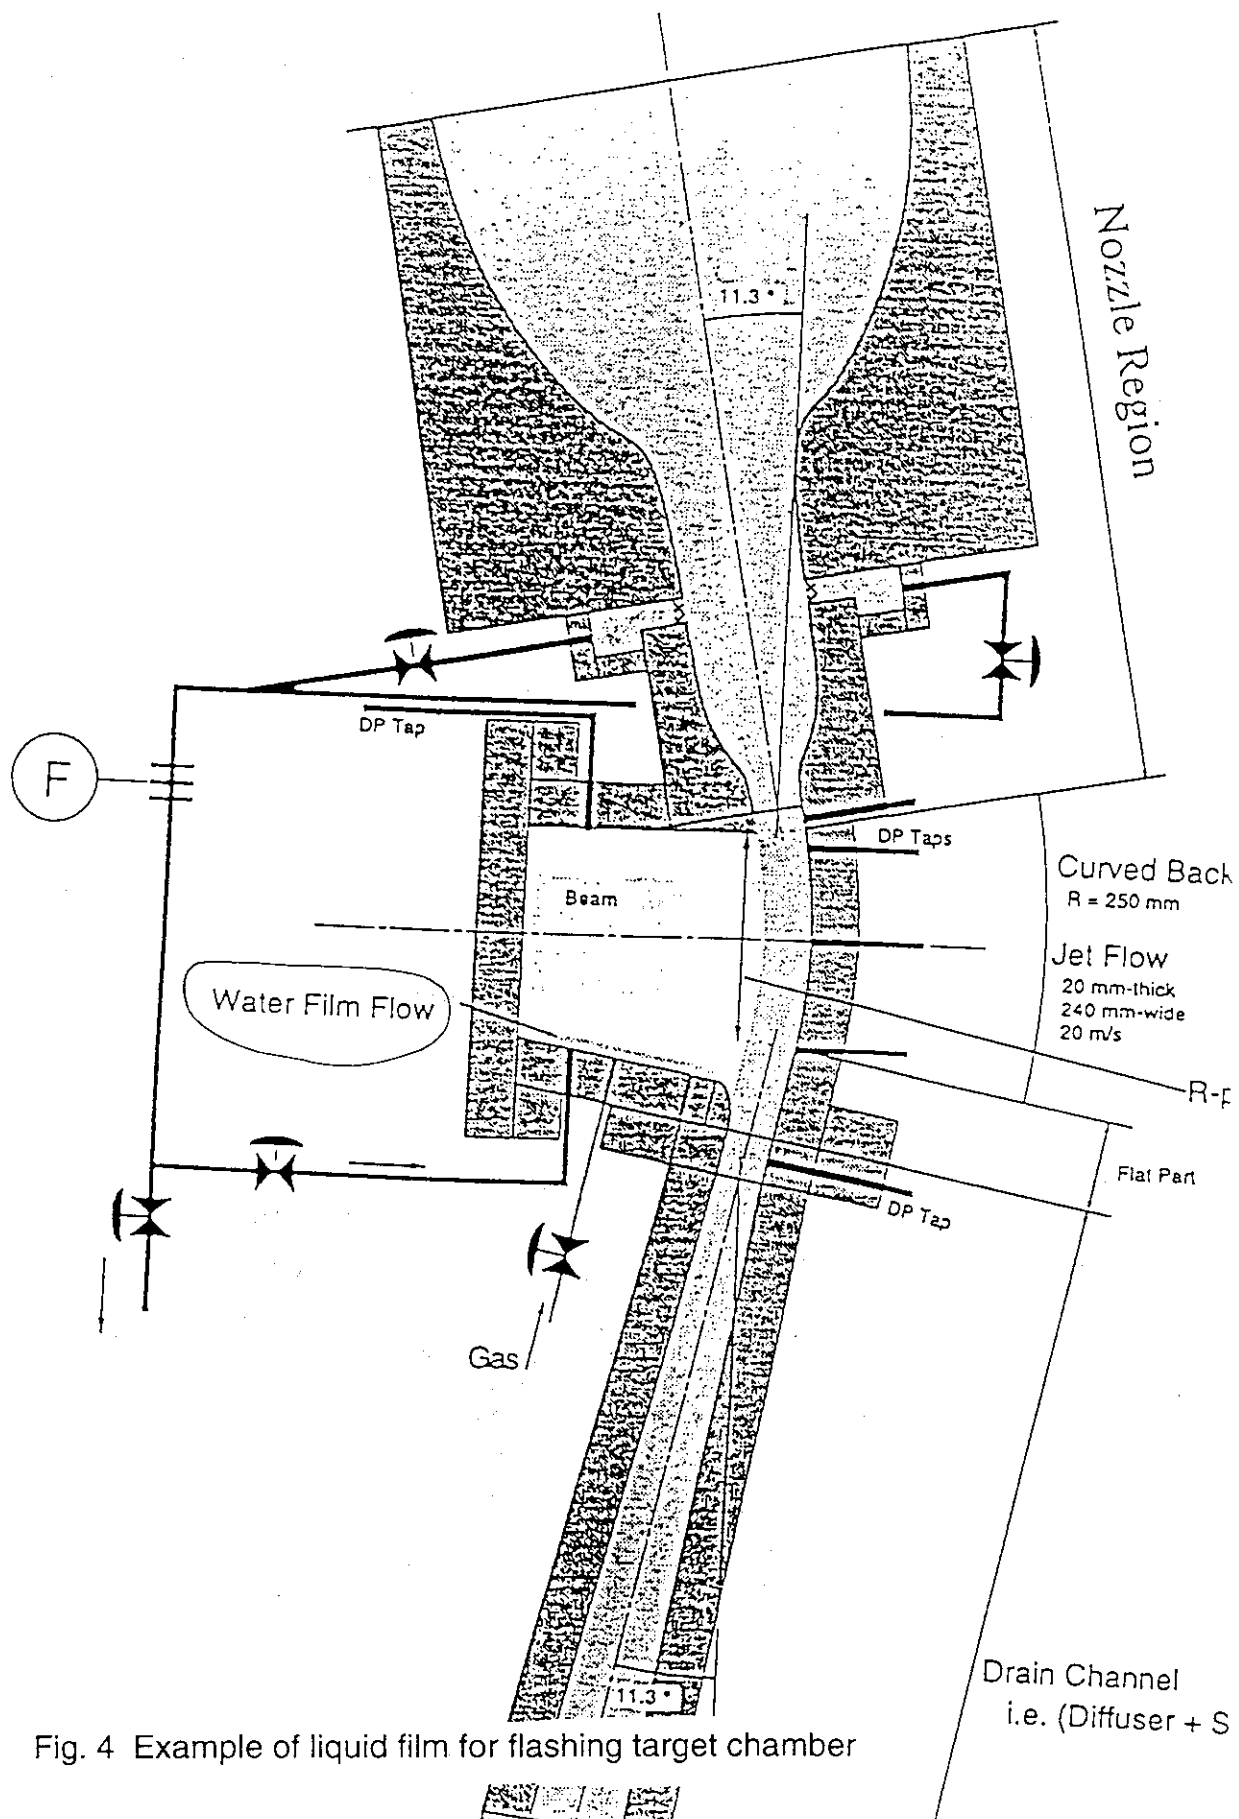 Nozzle Region
11.3 °
DP Tap
F
DP Taps
Curved Back
R = 250 mm
Beam
Jet Flow
20 mm-thick
240 mm-wide
20 m/s
Water Film Flow
Flat Part
DP Tap
Gas
Drain Channel
i.e. (Diffuser + S
11.3 °
Fig. 4 Example of liquid film for flashing target chamber